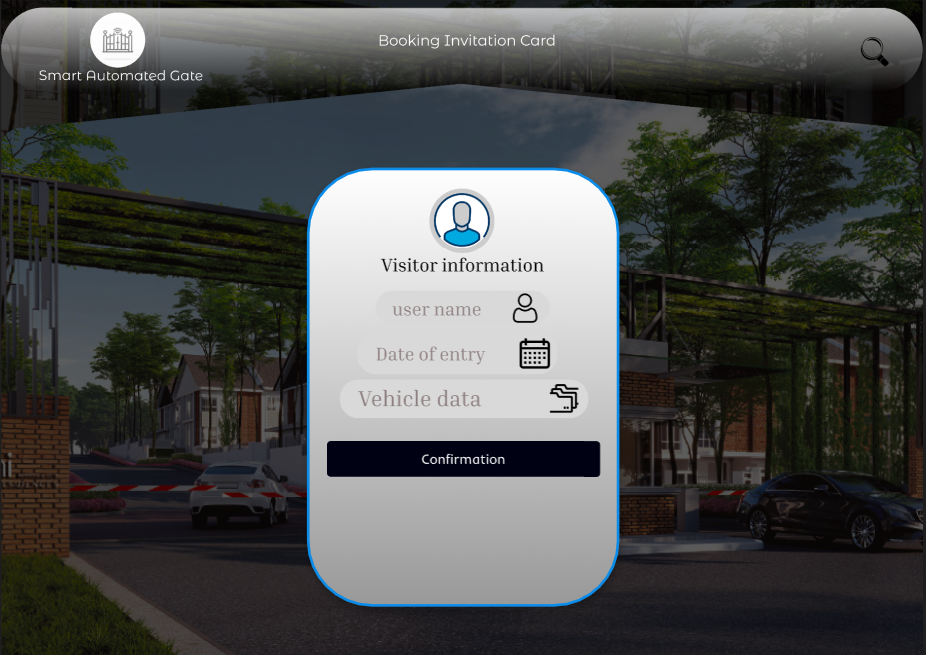 Booking Invitation Card
Smart Automated Gate
Visitor information
user name
Date of entry
Vehicle data
Confirmation